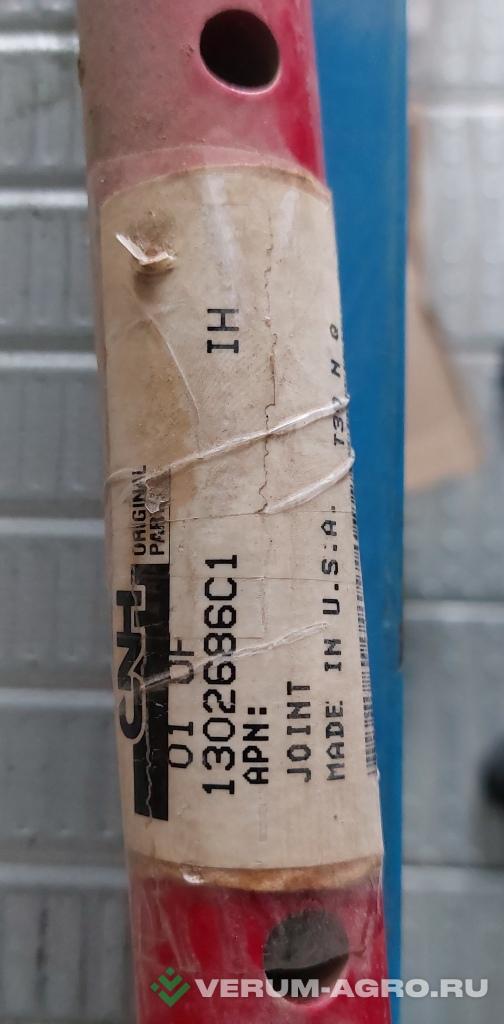 CNH
ORIGINAL
PARTS
01 OF
IH
1302686C1
APN:
JOINT
MADE IN U.S.A.
VERUM-AGRO.RU